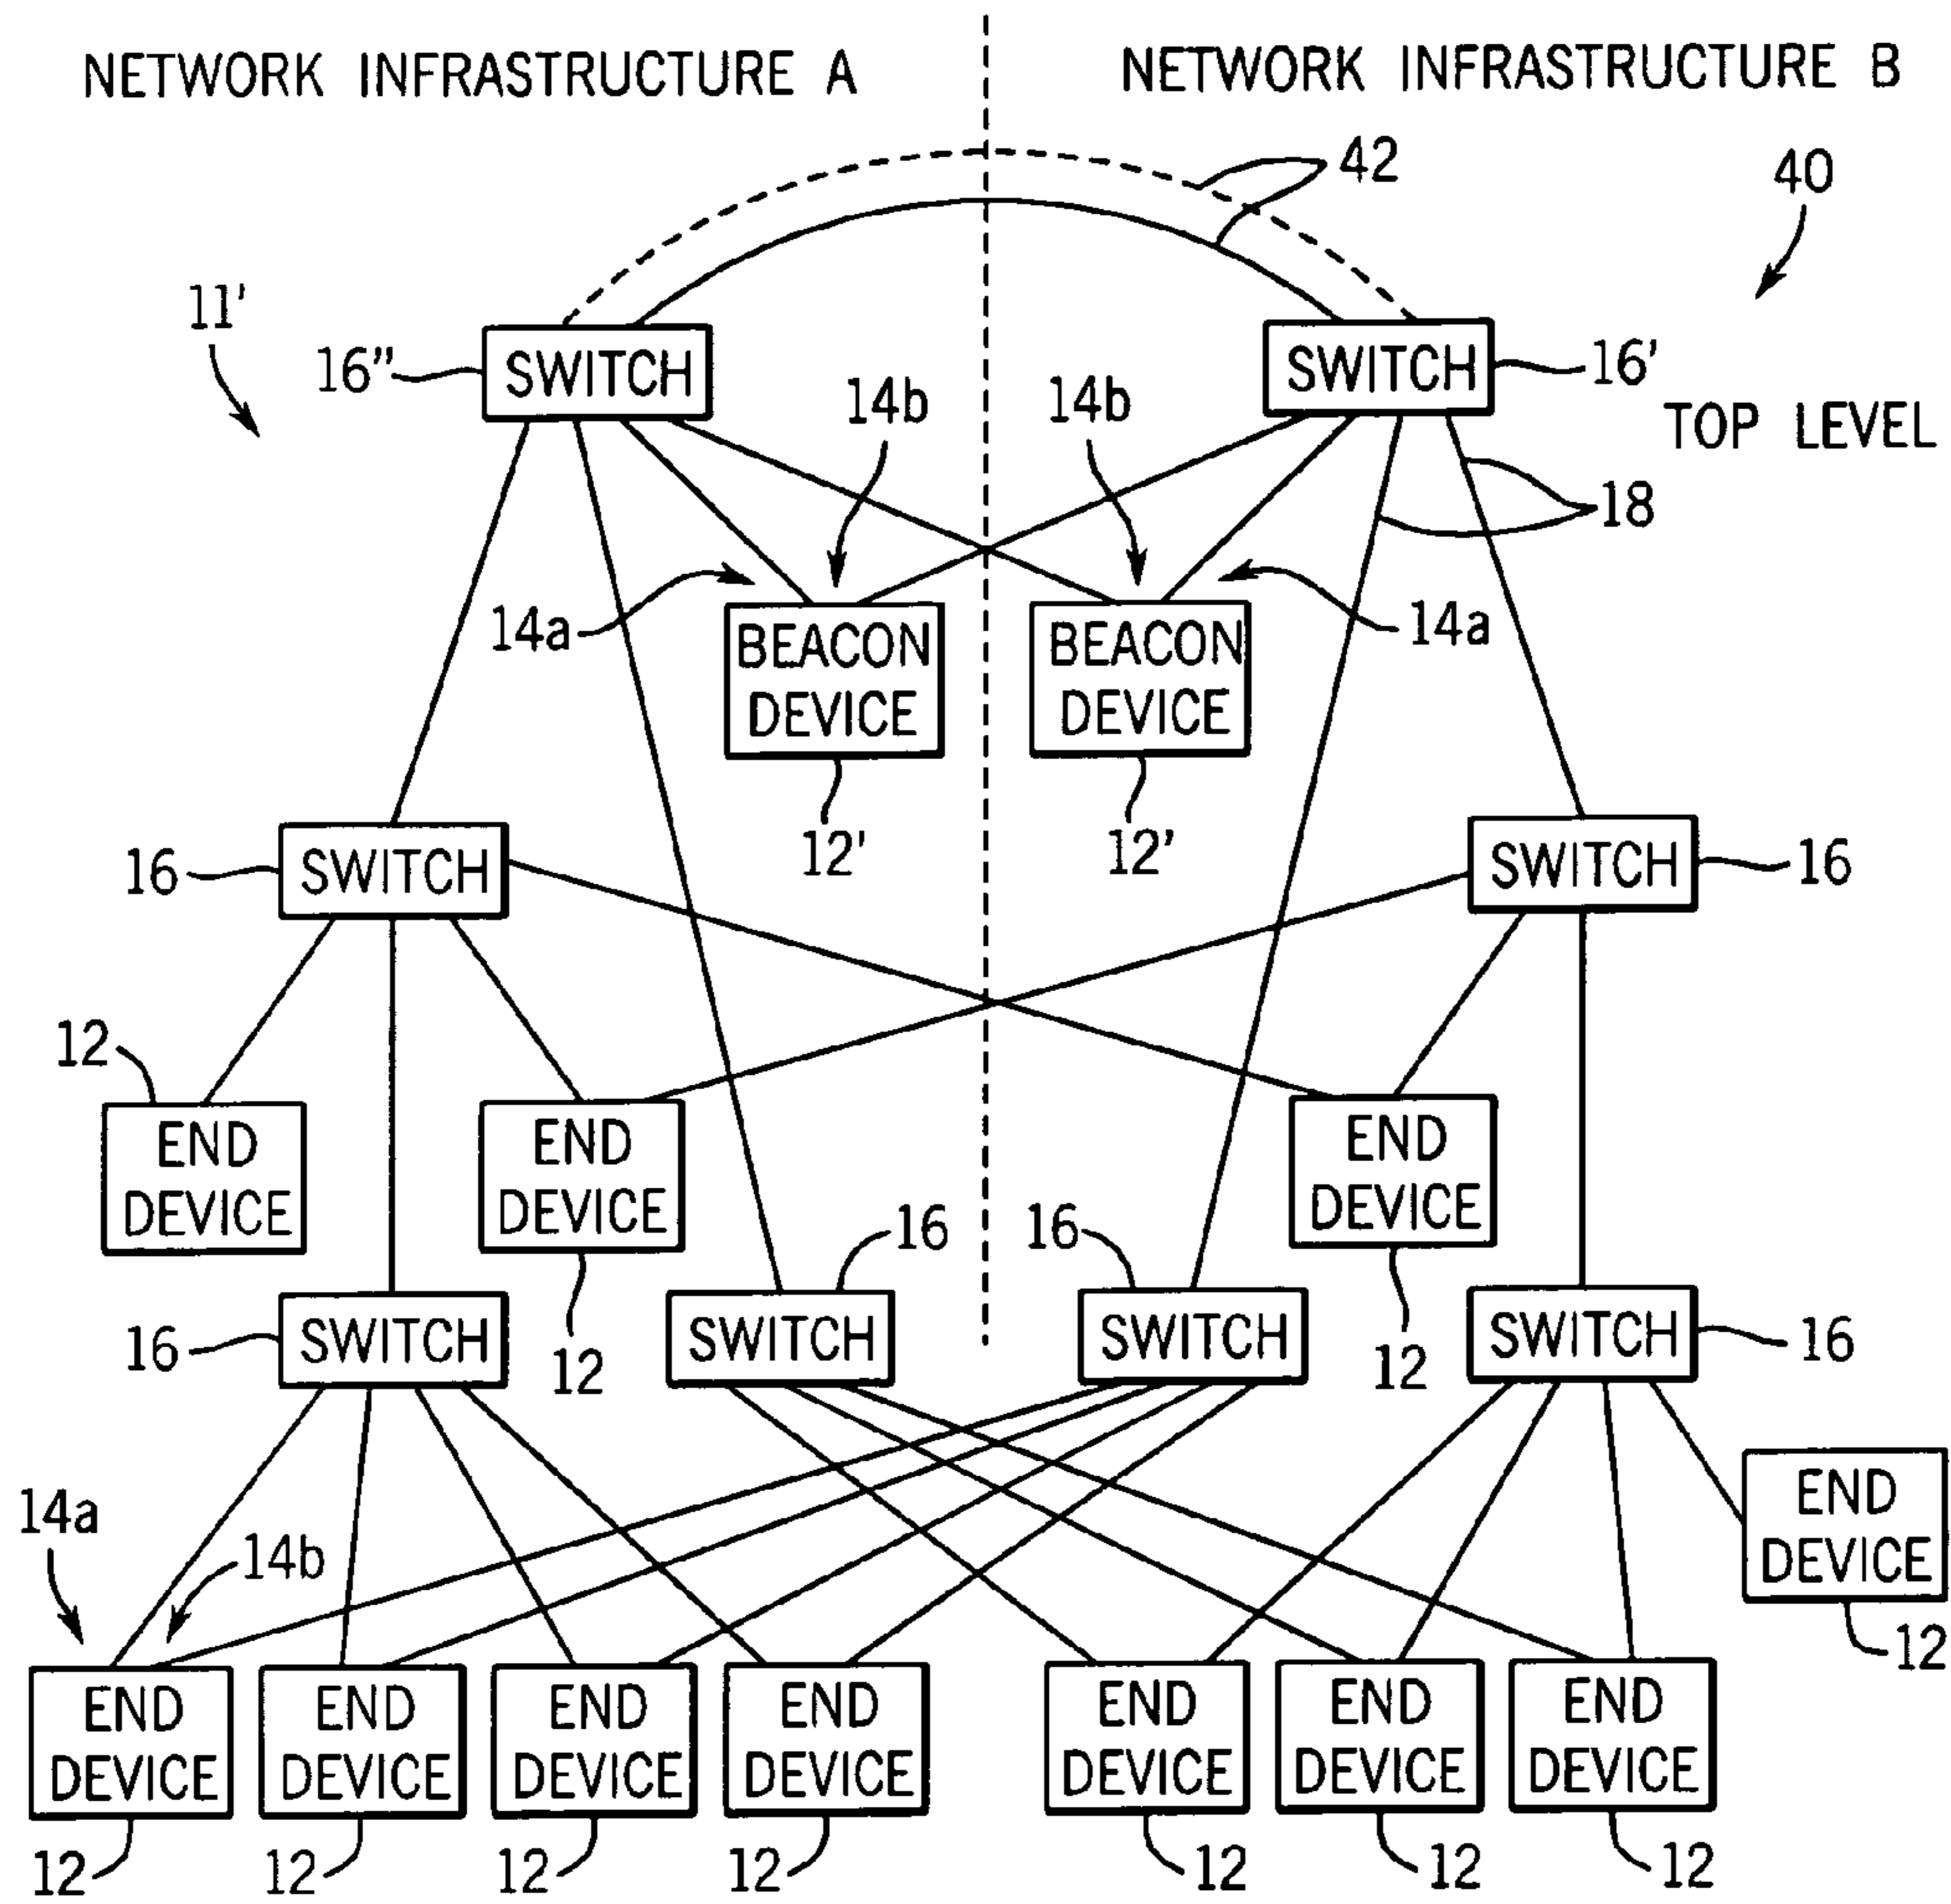 NETWORK INFRASTRUCTURE A
NETWORK INFRASTRUCTURE B
42
40
11'
16"
SWITCH
SWITCH
16'
14b
14b
TOP LEVEL
18
14a
14a
BEACON
DEVICE
BEACON
DEVICE
12'
12'
16
SWITCH
SWITCH
16
12
END
DEVICE
END
DEVICE
END
DEVICE
16
16
12
12
16
SWITCH
SWITCH
SWITCH
SWITCH
16
14a
14b
END
DEVICE
12
END
DEVICE
END
DEVICE
END
DEVICE
END
DEVICE
END
DEVICE
END
DEVICE
END
DEVICE
12
12
12
12
12
12
12